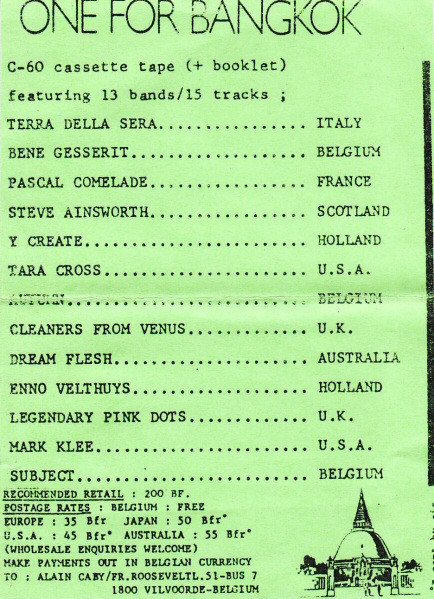 ONE FOR BANGKOK
C-60 cassette tape (+ booklet)
featuring 13 bands/15 tracks ;
TERRA DELLA SERA................ ITALY
BENE GESSERIT................... BELGIUM
PASCAL COMELADE................. FRANCE
STEVE AINSWORTH................. SCOTLAND
Y CREATE........................ HOLLAND
TARA CROSS...................... U.S.A.
AUTUMN.......................... BELGIUM
CLEANERS FROM VENUS............. U.K.
DREAM FLESH..................... AUSTRALIA
ENNO VELTHUYS................... HOLLAND
LEGENDARY PINK DOTS............. U.K.
MARK KLEE....................... U.S.A.
SUBJECT......................... BELGIUM
RECOMMENDED RETAIL : 200 BF.
POSTAGE RATES : BELGIUM : FREE
EUROPE : 35 Bfr JAPAN : 50 Bfr°
U.S.A. : 45 Bfr° AUSTRALIA : 55 Bfr°
(WHOLESALE ENQUIRIES WELCOME)
MAKE PAYMENTS OUT IN BELGIAN CURRENCY
TO : ALAIN CABY/FR.ROOSEVELTL.51-BUS 7
1800 VILVOORDE-BELGIUM